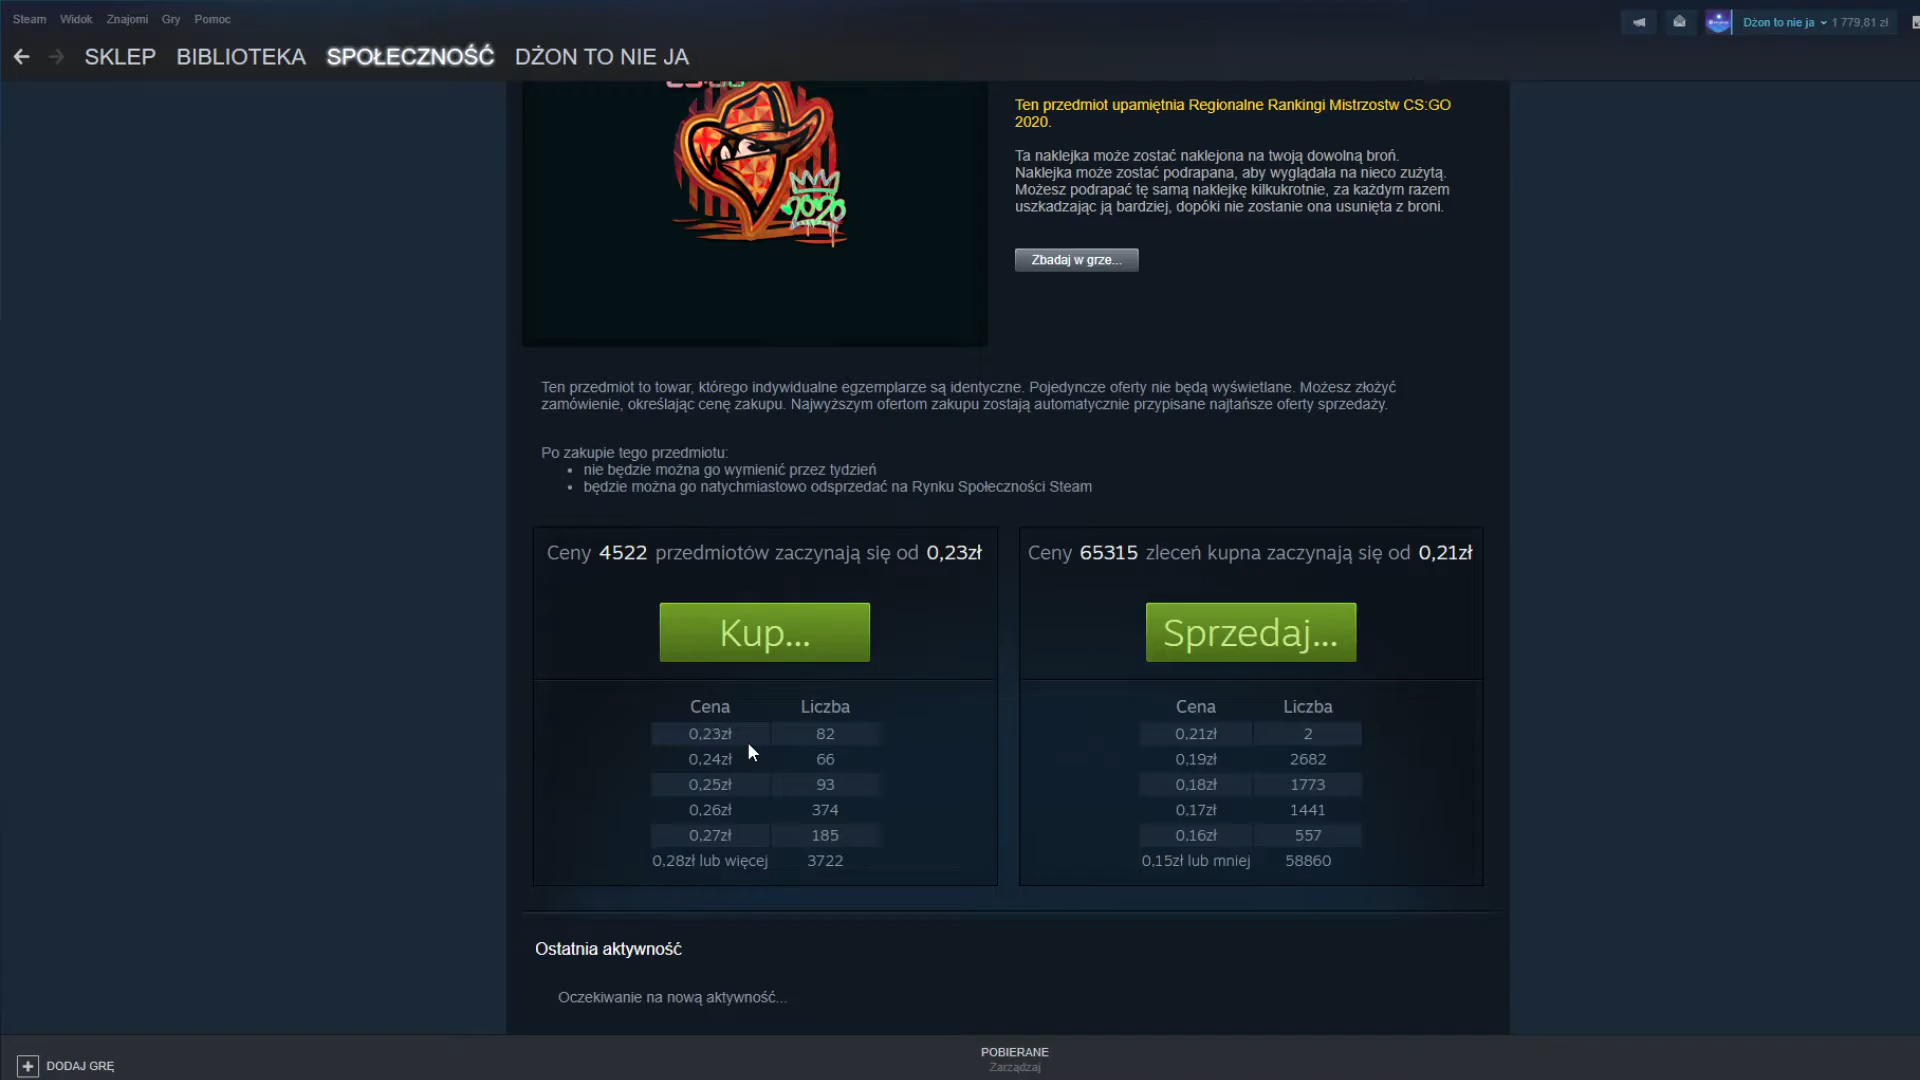 Steam Widok Znajomi Gry Pomoc
Dżon to nie ja 1 779,81 zł
SKLEP BIBLIOTEKA SPOŁECZNOŚĆ DŻON TO NIE JA
2020
Ten przedmiot upamiętnia Regionalne Rankingi Mistrzostw CS:GO
2020.
Ta naklejka może zostać naklejona na twoją dowolną broń.
Naklejka może zostać podrapana, aby wyglądała na nieco zużytą.
Możesz podrapać tę samą naklejkę kilkukrotnie, za każdym razem
uszkadzając ją bardziej, dopóki nie zostanie ona usunięta z broni.
Zbadaj w grze...
Ten przedmiot to towar, którego indywidualne egzemplarze są identyczne. Pojedyncze oferty nie będą wyświetlane. Możesz złożyć
zamówienie, określając cenę zakupu. Najwyższym ofertom zakupu zostają automatycznie przypisane najtańsze oferty sprzedaży.
Po zakupie tego przedmiotu:
• nie będzie można go wymienić przez tydzień
• będzie można go natychmiastowo odsprzedać na Rynku Społeczności Steam
Ceny 4522 przedmiotów zaczynają się od 0,23zł
Kup...
Cena Liczba
0,23zł 82
0,24zł 66
0,25zł 93
0,26zł 374
0,27zł 185
0,28zł lub więcej 3722
Ceny 65315 zleceń kupna zaczynają się od 0,21zł
Sprzedaj...
Cena Liczba
0,21zł 2
0,19zł 2682
0,18zł 1773
0,17zł 1441
0,16zł 557
0,15zł lub mniej 58860
Ostatnia aktywność
Oczekiwanie na nową aktywność...
DODAJ GRĘ
POBIERANE
Zarządzaj